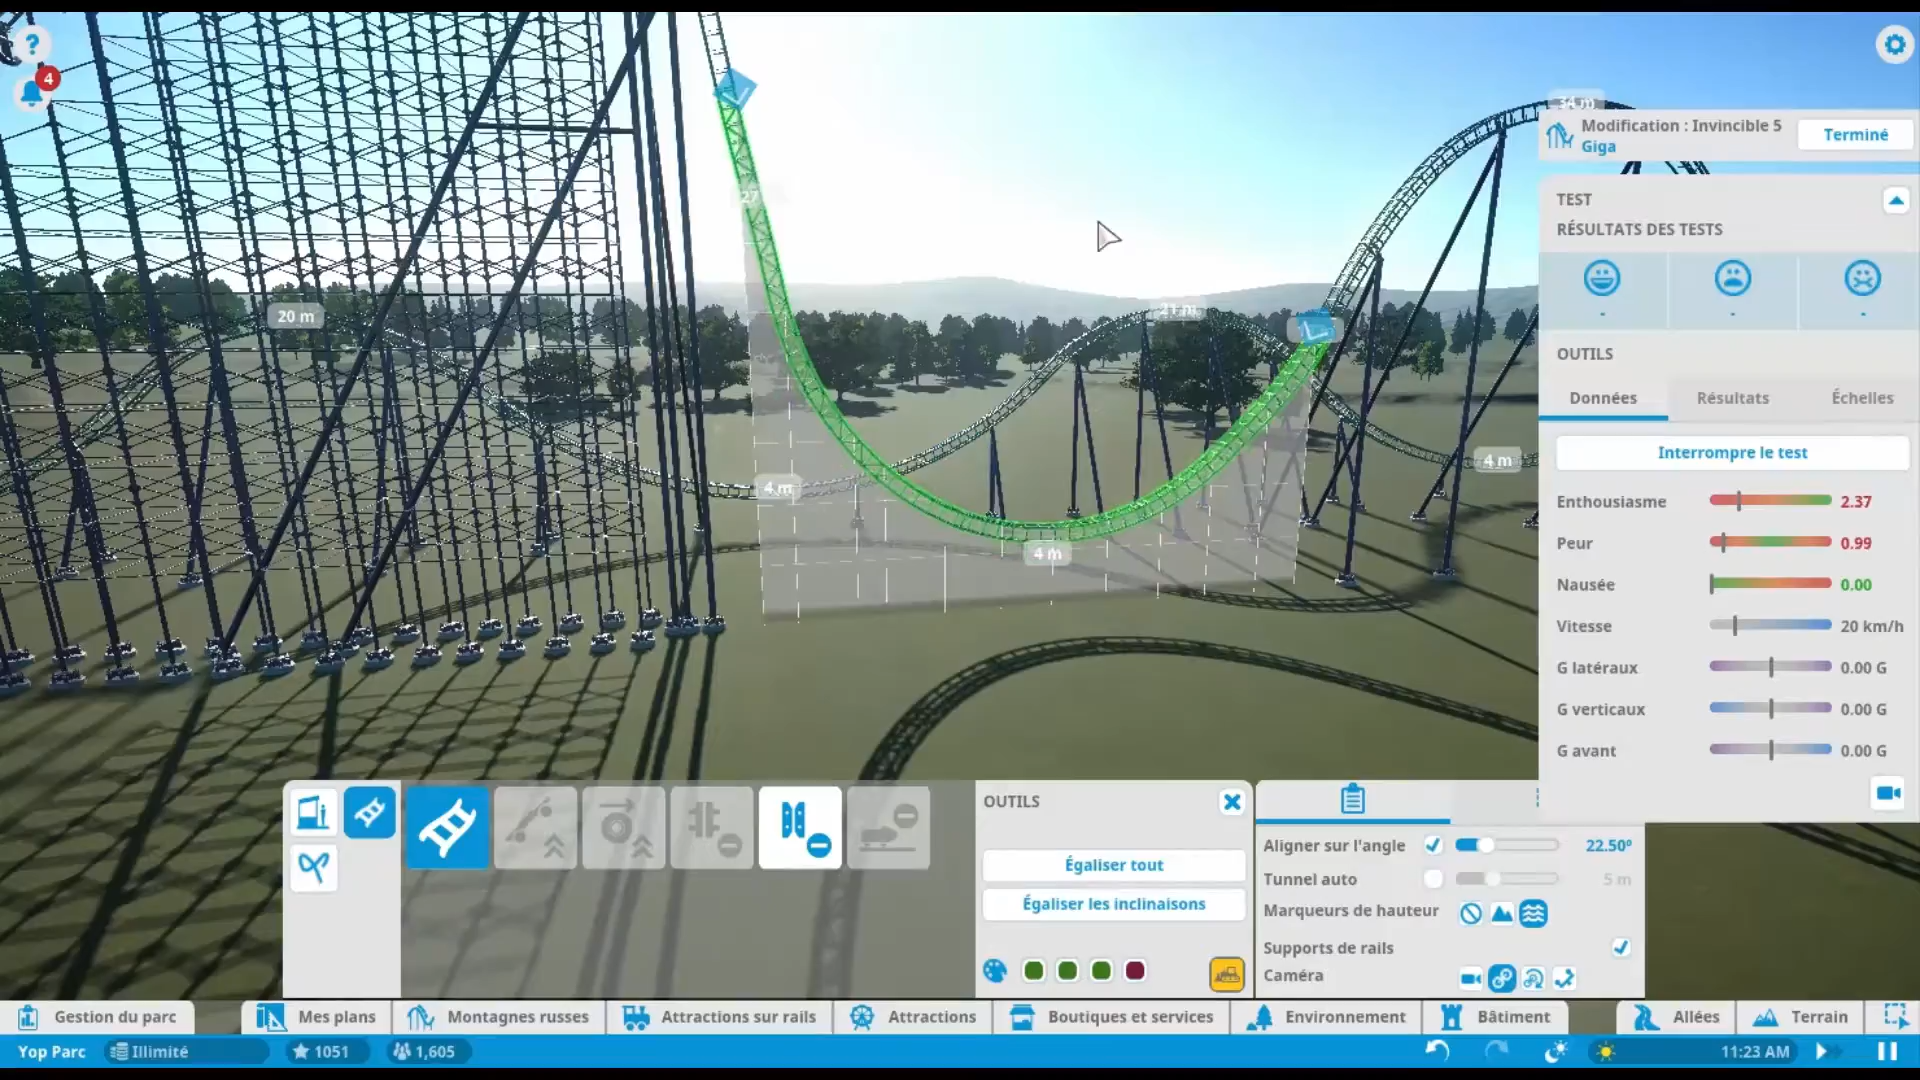 ?
4
34 m
Modification : Invincible 5
Giga
Terminé
TEST
RÉSULTATS DES TESTS
-
-
-
27
20 m
21 m
OUTILS
Données
Résultats
Échelles
Interrompre le test
4 m
4 m
4 m
Enthousiasme
2.37
Peur
0.99
Nausée
0.00
Vitesse
20 km/h
G latéraux
0.00 G
G verticaux
0.00 G
G avant
0.00 G
OUTILS
Égaliser tout
Égaliser les inclinaisons
Aligner sur l'angle
22.50º
Tunnel auto
5 m
Marqueurs de hauteur
Supports de rails
Caméra
Gestion du parc
Mes plans
Montagnes russes
Attractions sur rails
Attractions
Boutiques et services
Environnement
Bâtiment
Allées
Terrain
Yop Parc
Illimité
1051
1,605
11:23 AM